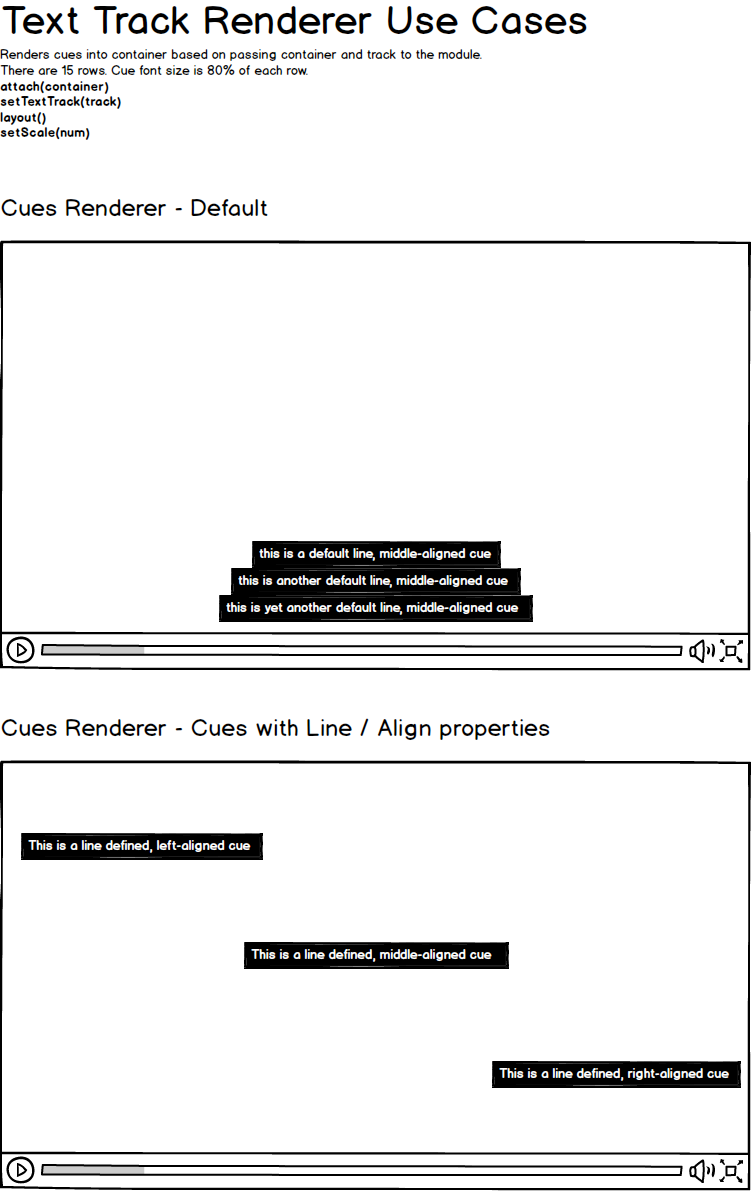 Text Track Renderer Use Cases
Renders cues into container based on passing container and track to the module.
There are 15 rows. Cue font size is 80% of each row.
attach(container)
setTextTrack(track)
layout()
setScale(num)
Cues Renderer - Default
this is a default line, middle-aligned cue
this is another default line, middle-aligned cue
this is yet another default line, middle-aligned cue
Cues Renderer - Cues with Line / Align properties
This is a line defined, left-aligned cue
This is a line defined, middle-aligned cue
This is a line defined, right-aligned cue